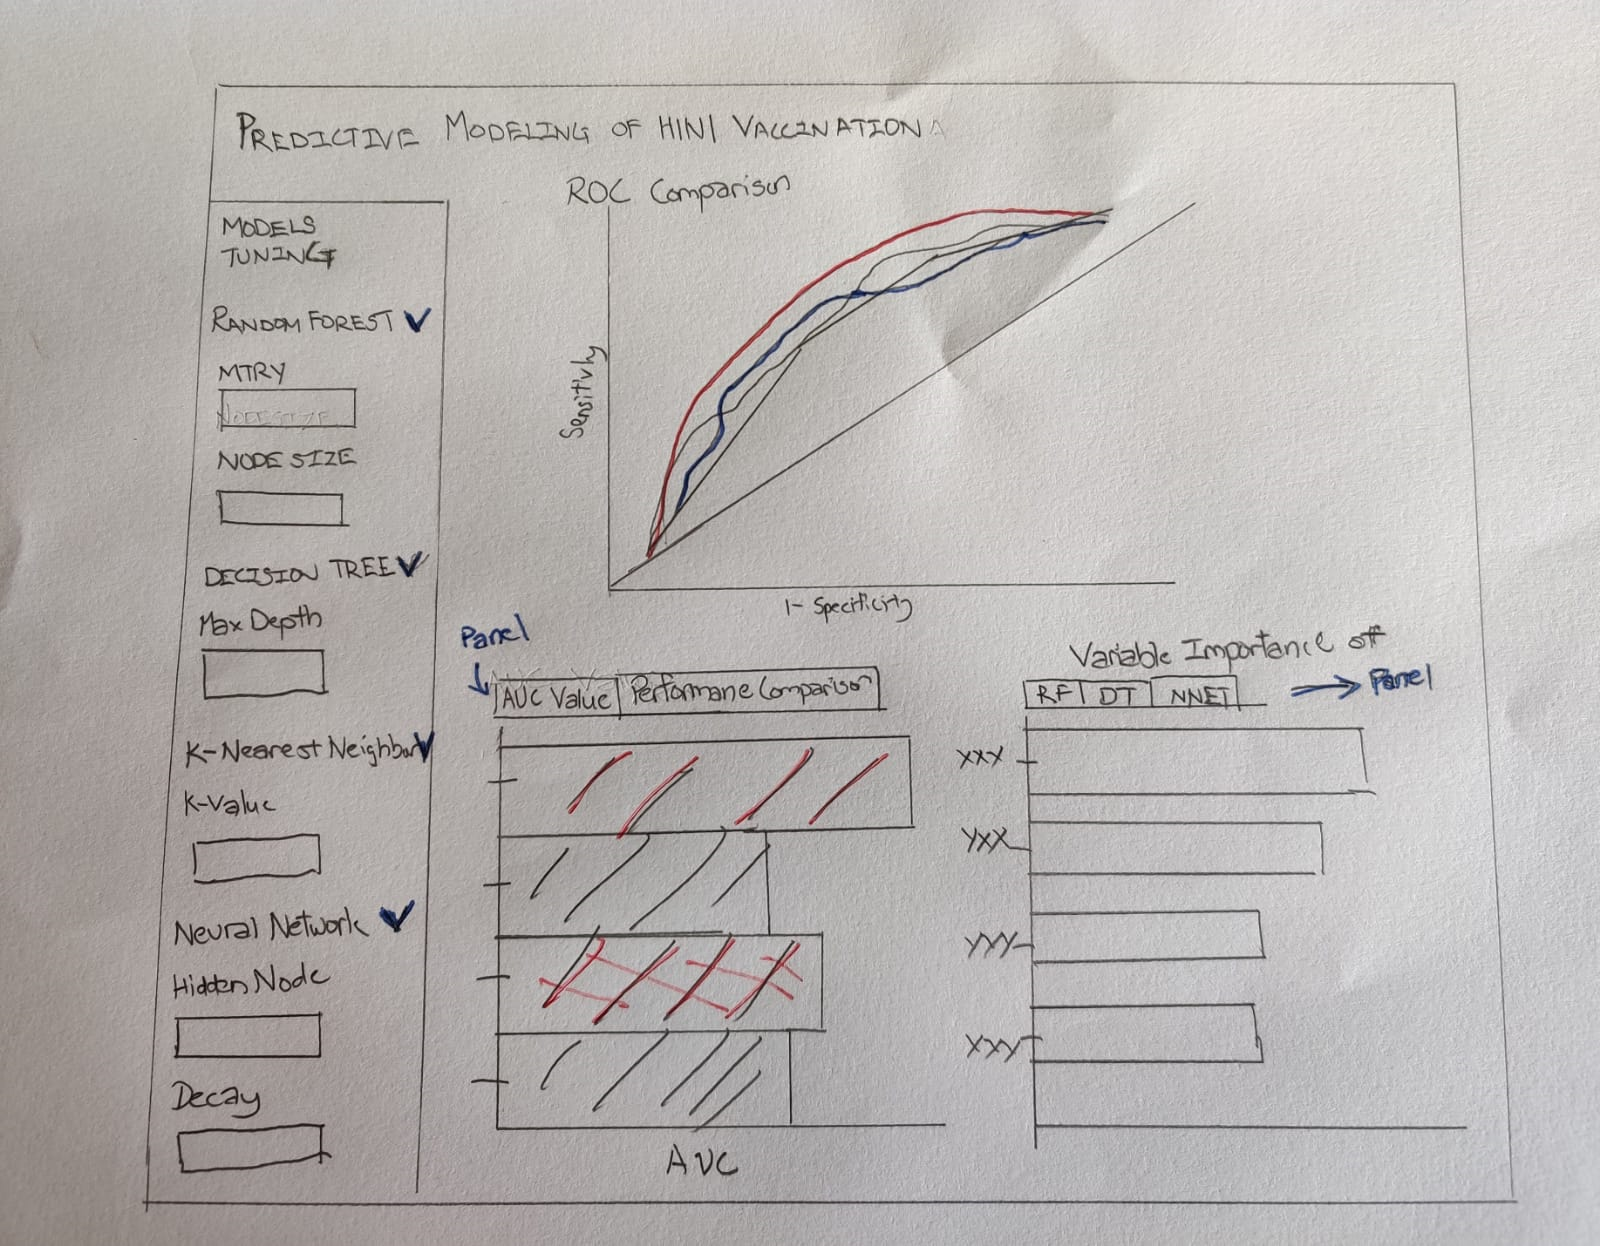 PREDICTIVE MODELING OF H1N1 VACCINATION
MODELS
TUNING
RANDOM FOREST
MTRY
NODE SIZE
NODE SIZE
DECISION TREE
Max Depth
K-Nearest Neighbor
K-Value
Neural Network
Hidden Node
Decay
ROC Comparison
Sensitivity
1- Specificity
Panel
AUC Value
Performane Comparison
AUC
Variable Importance of
RF
DT
NNET
Panel
XXX
YXX
YYY
XXY